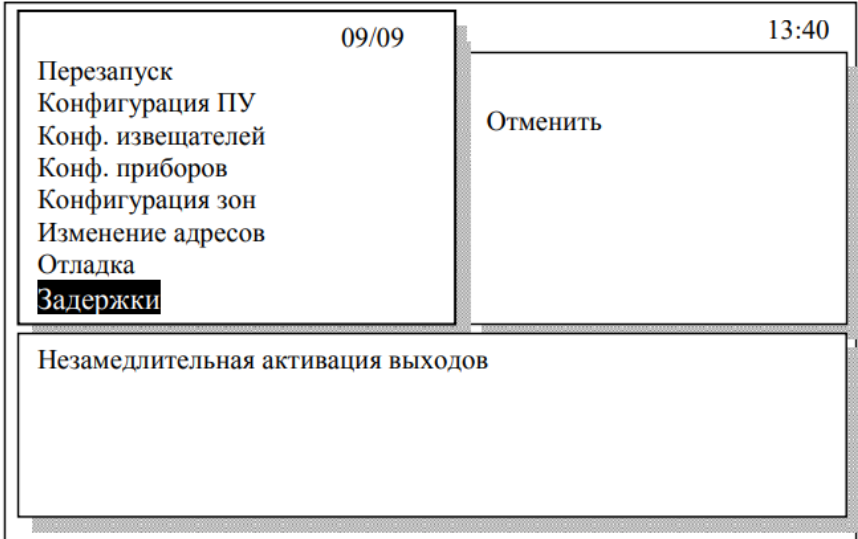 09/09
13:40
Перезапуск
Конфигурация ПУ
Конф. извещателей
Конф. приборов
Конфигурация зон
Изменение адресов
Отладка
Задержки
Отменить
Незамедлительная активация выходов